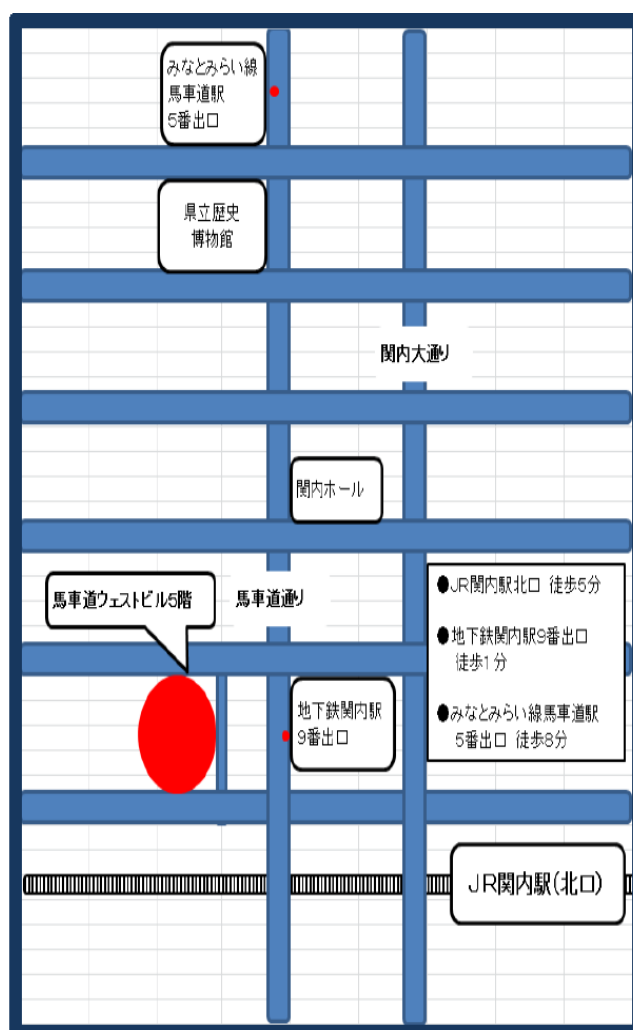 みなとみらい線
馬車道駅
5番出口
県立歴史
博物館
関内大通り
関内ホール
馬車道ウェストビル5階
馬車道通り
●JR関内駅北口 徒歩5分
●地下鉄関内駅9番出口
徒歩1分
●みなとみらい線馬車道駅
5番出口 徒歩8分
地下鉄関内駅
9番出口
JR関内駅(北口)